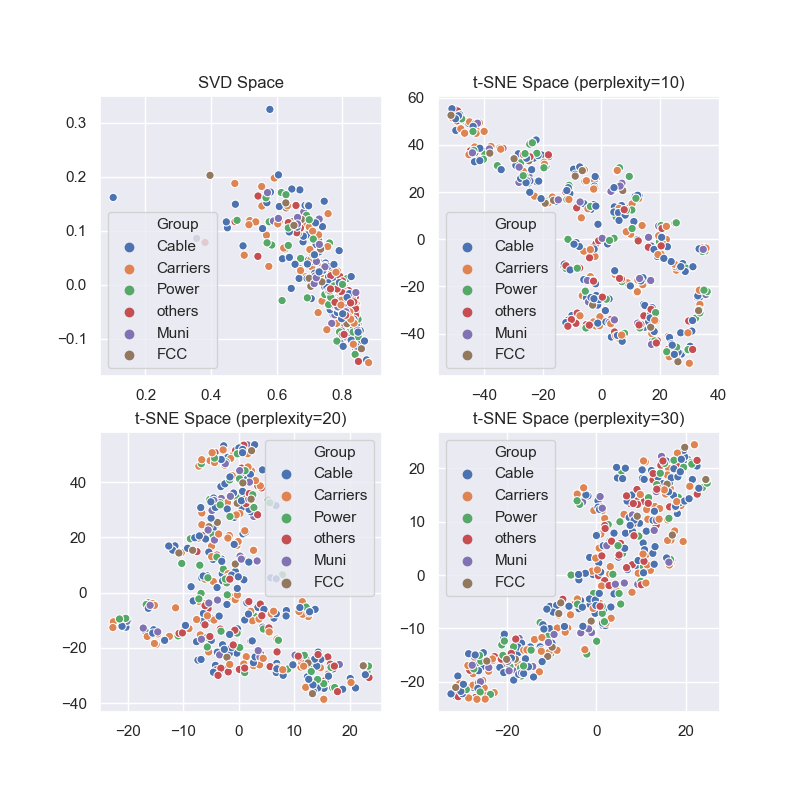 SVD Space
0.3
0.2
0.1
0.0
−0.1
0.2
0.4
0.6
0.8
Group
Cable
Carriers
Power
others
Muni
FCC
t-SNE Space (perplexity=10)
60
40
20
0
−20
−40
−40
−20
0
20
40
Group
Cable
Carriers
Power
others
Muni
FCC
t-SNE Space (perplexity=20)
40
20
0
−20
−40
−20
−10
0
10
20
Group
Cable
Carriers
Power
others
Muni
FCC
t-SNE Space (perplexity=30)
20
10
0
−10
−20
−20
0
20
Group
Cable
Carriers
Power
others
Muni
FCC